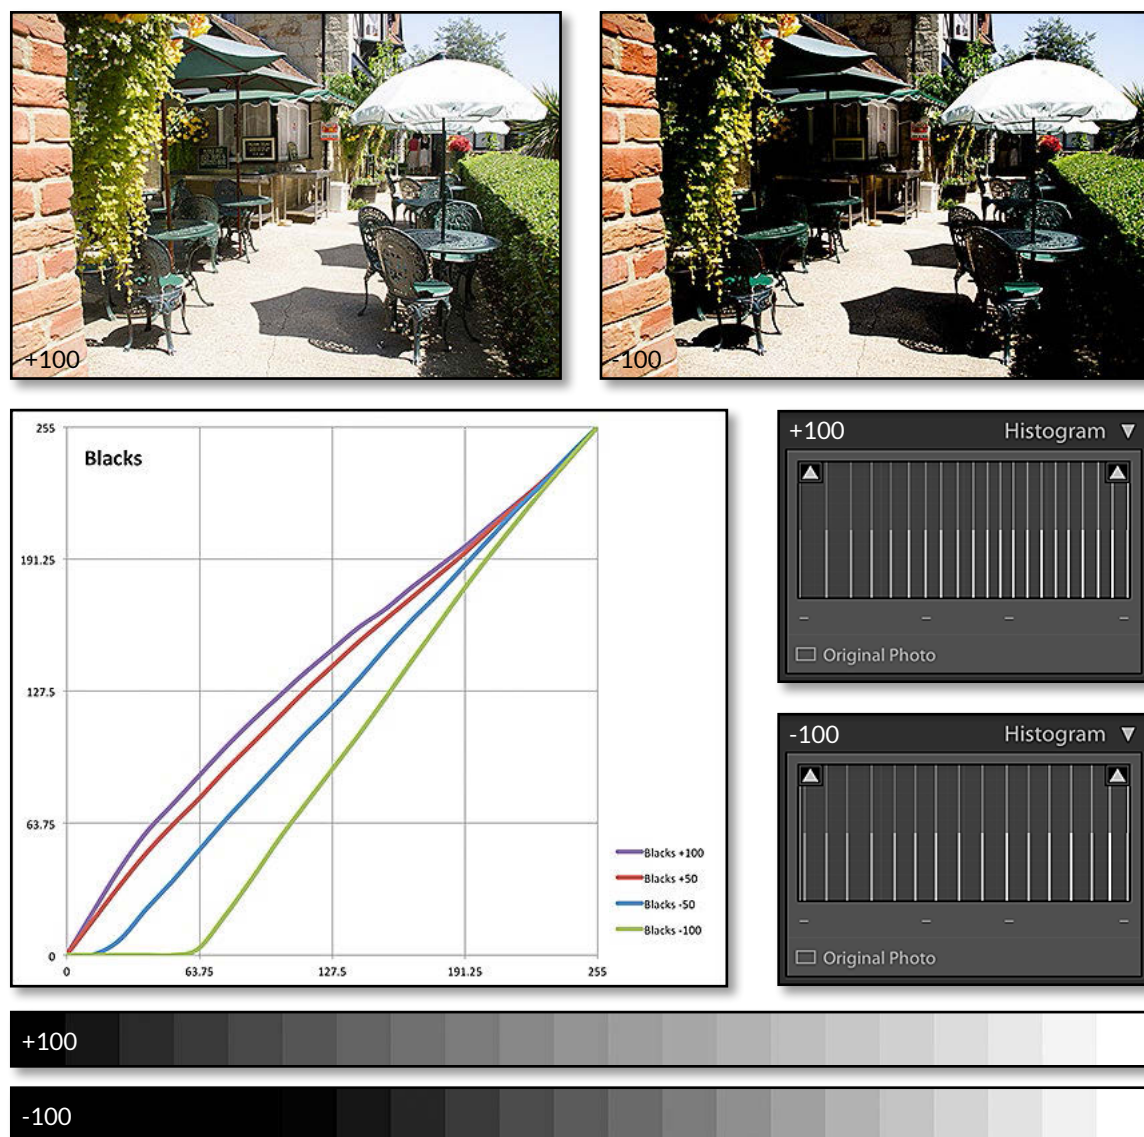 +100
-100
255
Blacks
191.25
127.5
63.75
0
Blacks +100
Blacks +50
Blacks -50
Blacks -100
0 63.75 127.5 191.25 255
+100 Histogram
Original Photo
-100 Histogram
Original Photo
+100
-100